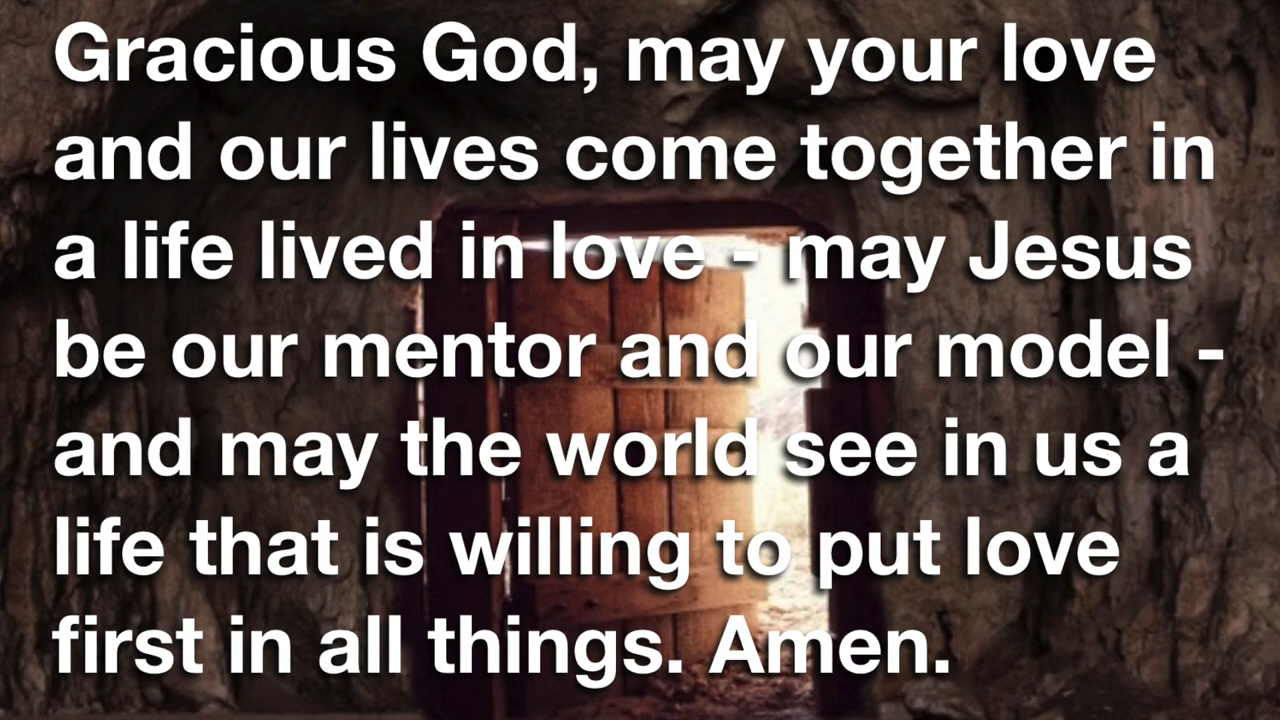 Gracious God, may your love
and our lives come together in
a life lived in love - may Jesus
be our mentor and our model -
and may the world see in us a
life that is willing to put love
first in all things. Amen.